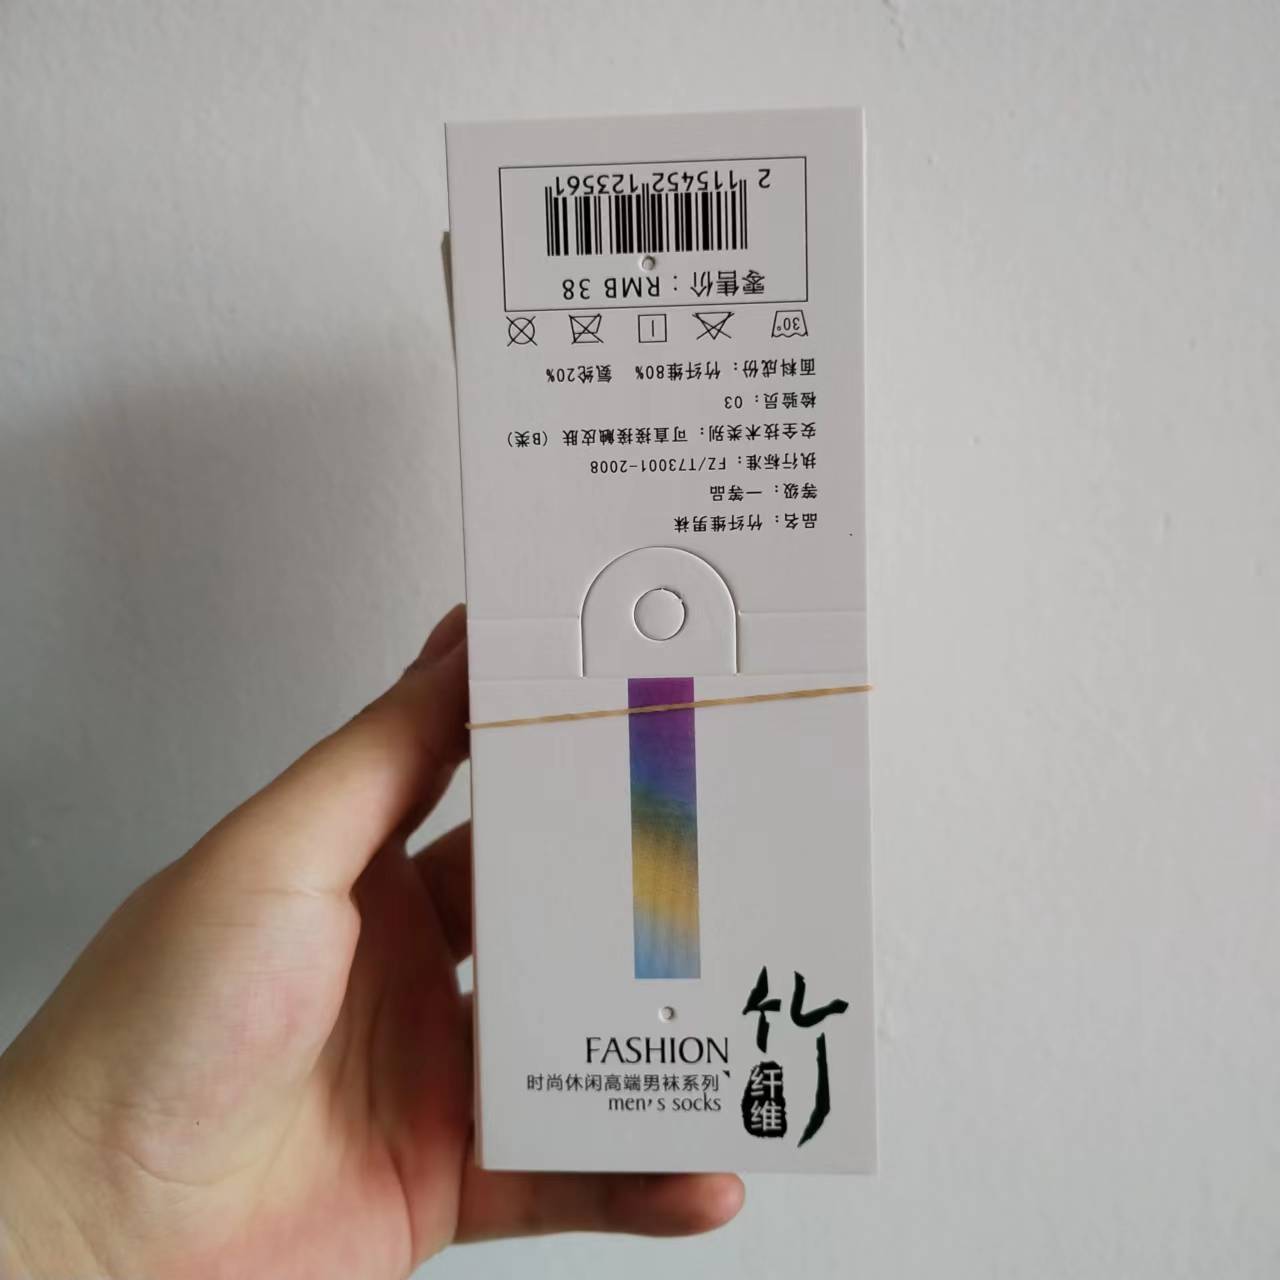 品名：竹纤维男袜
等级：一等品
执行标准：FZ/T73001-2008
安全技术类别：可直接接触皮肤（B类）
检验员：03
面料成份：竹纤维80% 氨纶20%
30°
零售价：RMB 38
2 115452 123561
FASHION
时尚休闲高端男袜系列
men's socks
竹
纤维